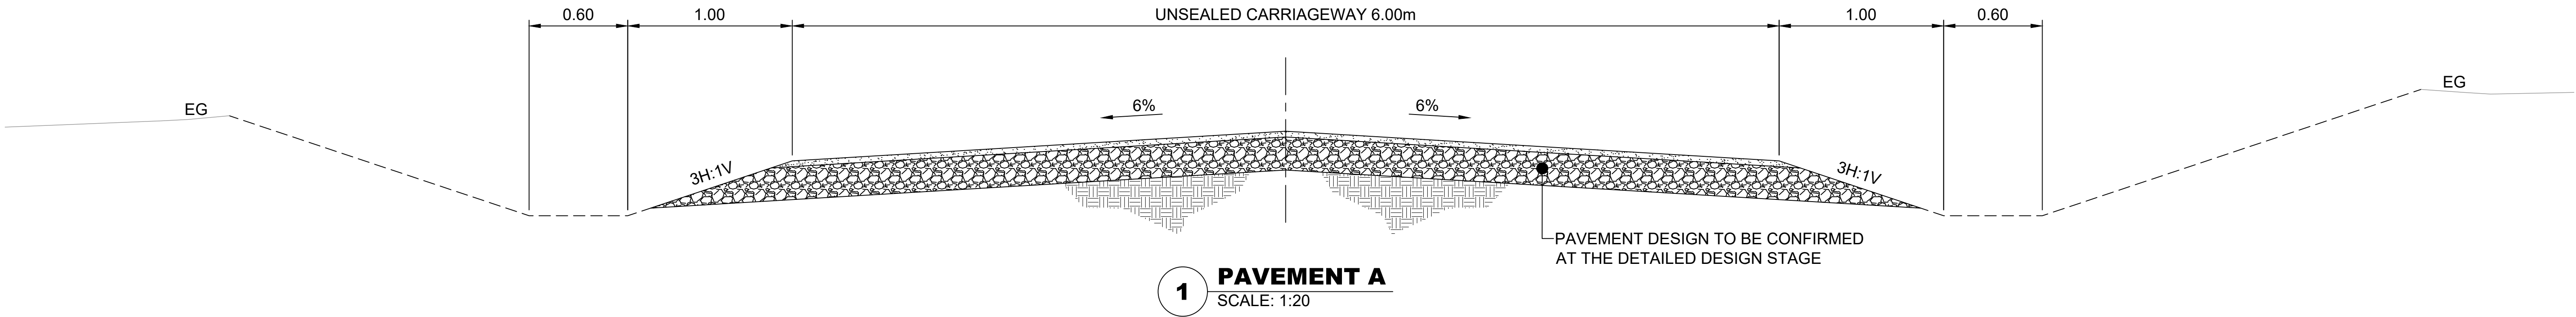 0.60
1.00
UNSEALED CARRIAGEWAY 6.00m
1.00
0.60
EG
EG
6%
6%
3H:1V
3H:1V
PAVEMENT DESIGN TO BE CONFIRMED
AT THE DETAILED DESIGN STAGE
1
PAVEMENT A
SCALE: 1:20